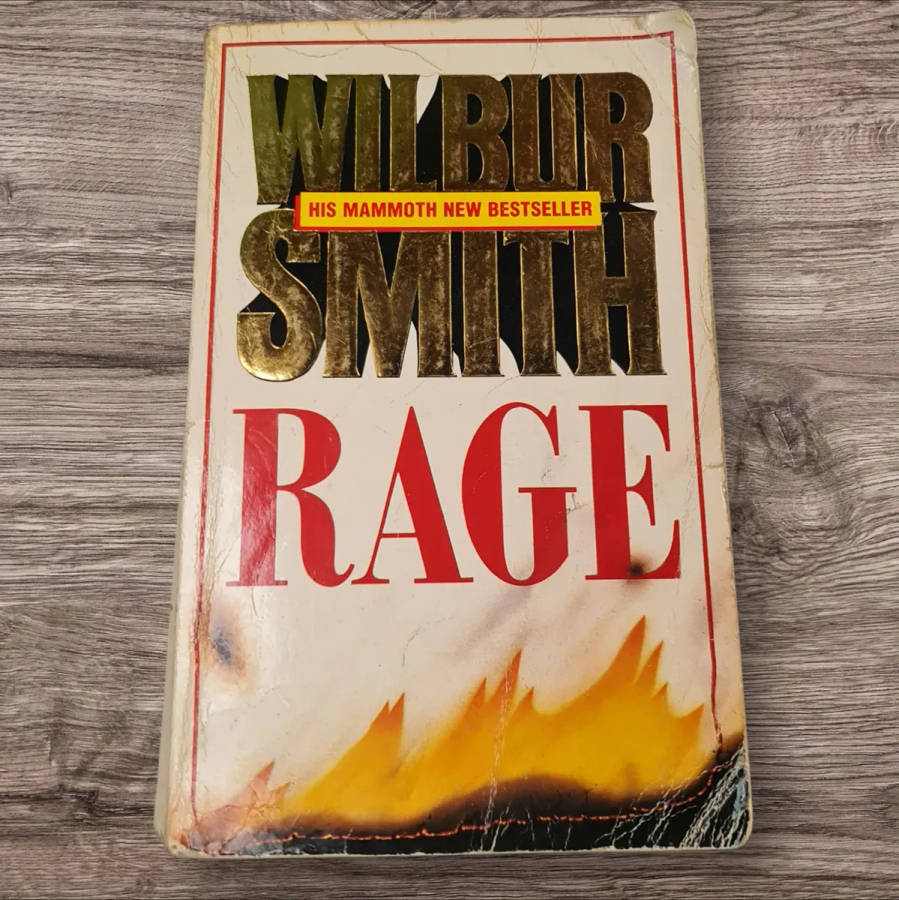 WILBUR
HIS MAMMOTH NEW BESTSELLER
SMITH
RAGE